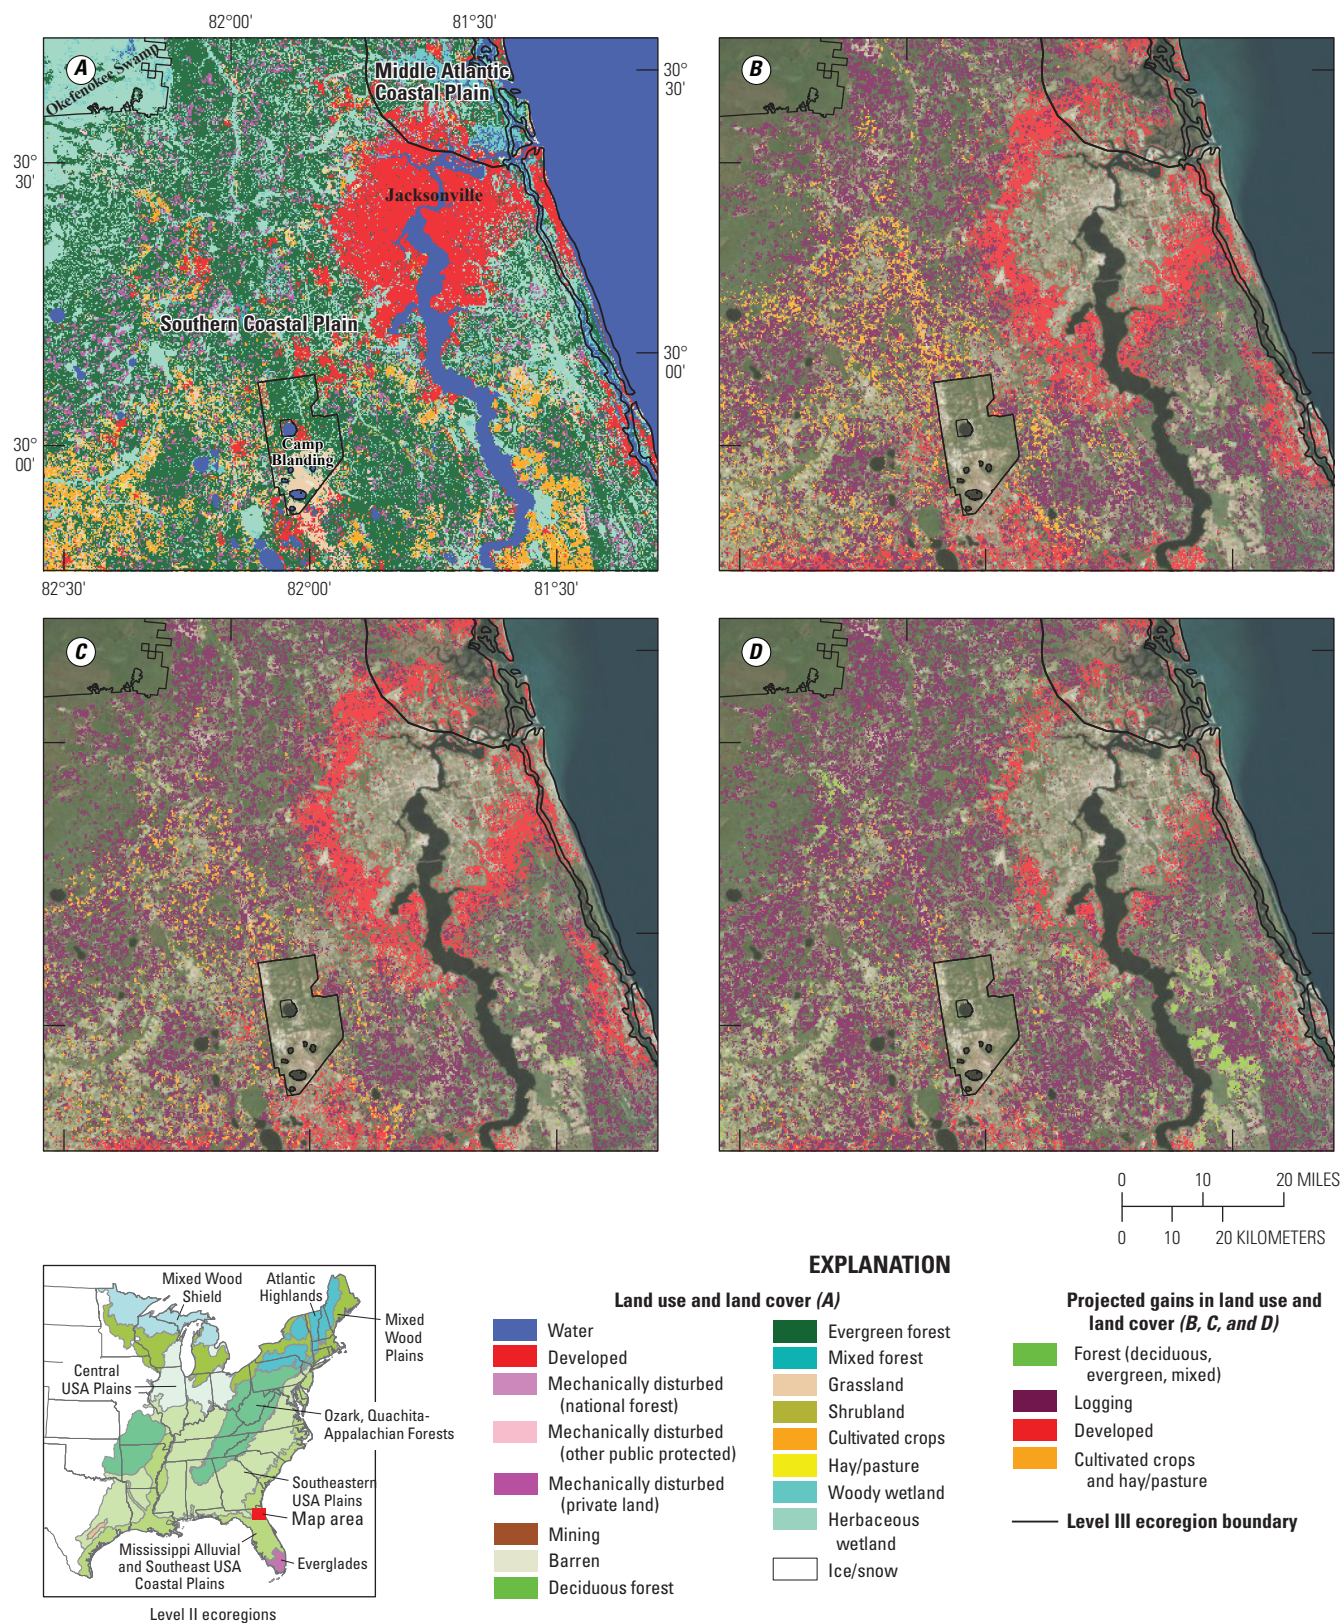 82°00' 81°30'
A
Okefenokee Swamp
Middle Atlantic
Coastal Plain
B
30°
30'
30°
30'
Jacksonville
Southern Coastal Plain
30°
00'
30°
00'
Camp
Blanding
82°30' 82°00' 81°30'
C
D
0 10 20 MILES
0 10 20 KILOMETERS
Mixed Wood
Shield
Atlantic
Highlands
Mixed
Wood
Plains
Central
USA Plains
Ozark, Quachita-
Appalachian Forests
Southeastern
USA Plains
Map area
Mississippi Alluvial
and Southeast USA
Coastal Plains
Everglades
Level II ecoregions
EXPLANATION
Land use and land cover (A)
Water
Developed
Mechanically disturbed
(national forest)
Mechanically disturbed
(other public protected)
Mechanically disturbed
(private land)
Mining
Barren
Deciduous forest
Evergreen forest
Mixed forest
Grassland
Shrubland
Cultivated crops
Hay/pasture
Woody wetland
Herbaceous
wetland
Ice/snow
Projected gains in land use and
land cover (B, C, and D)
Forest (deciduous,
evergreen, mixed)
Logging
Developed
Cultivated crops
and hay/pasture
Level III ecoregion boundary